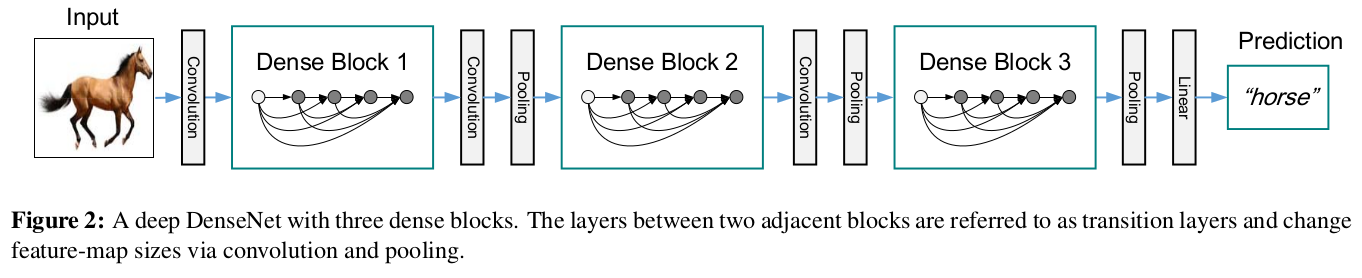 Input
Prediction
Convolution
Dense Block 1
Convolution
Pooling
Dense Block 2
Convolution
Pooling
Dense Block 3
Pooling
Linear
“horse”
Figure 2: A deep DenseNet with three dense blocks. The layers between two adjacent blocks are referred to as transition layers and change
feature-map sizes via convolution and pooling.